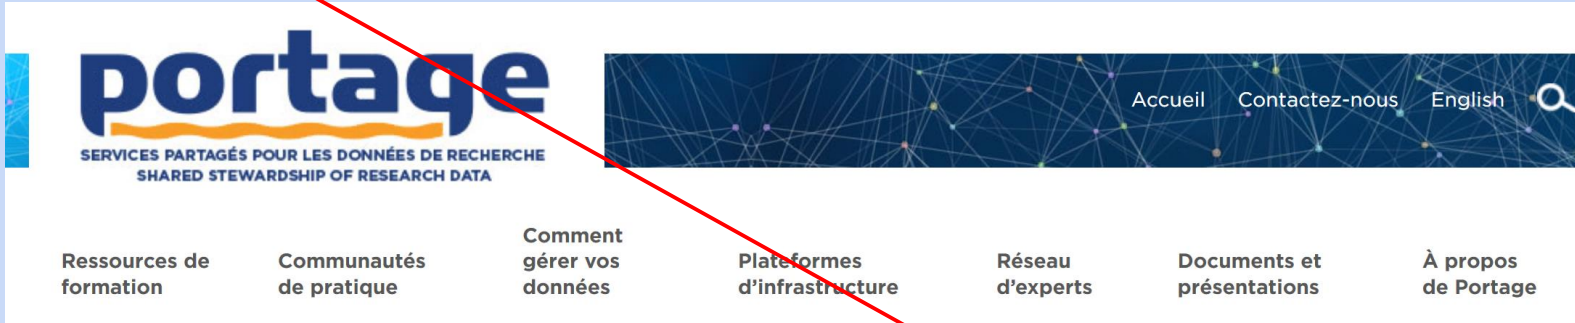 portage
SERVICES PARTAGÉS POUR LES DONNÉES DE RECHERCHE
SHARED STEWARDSHIP OF RESEARCH DATA
Accueil Contactez-nous English
Ressources de
formation
Communautés
de pratique
Comment
gérer vos
données
Plateformes
d'infrastructure
Réseau
d'experts
Documents et
présentations
À propos
de Portage